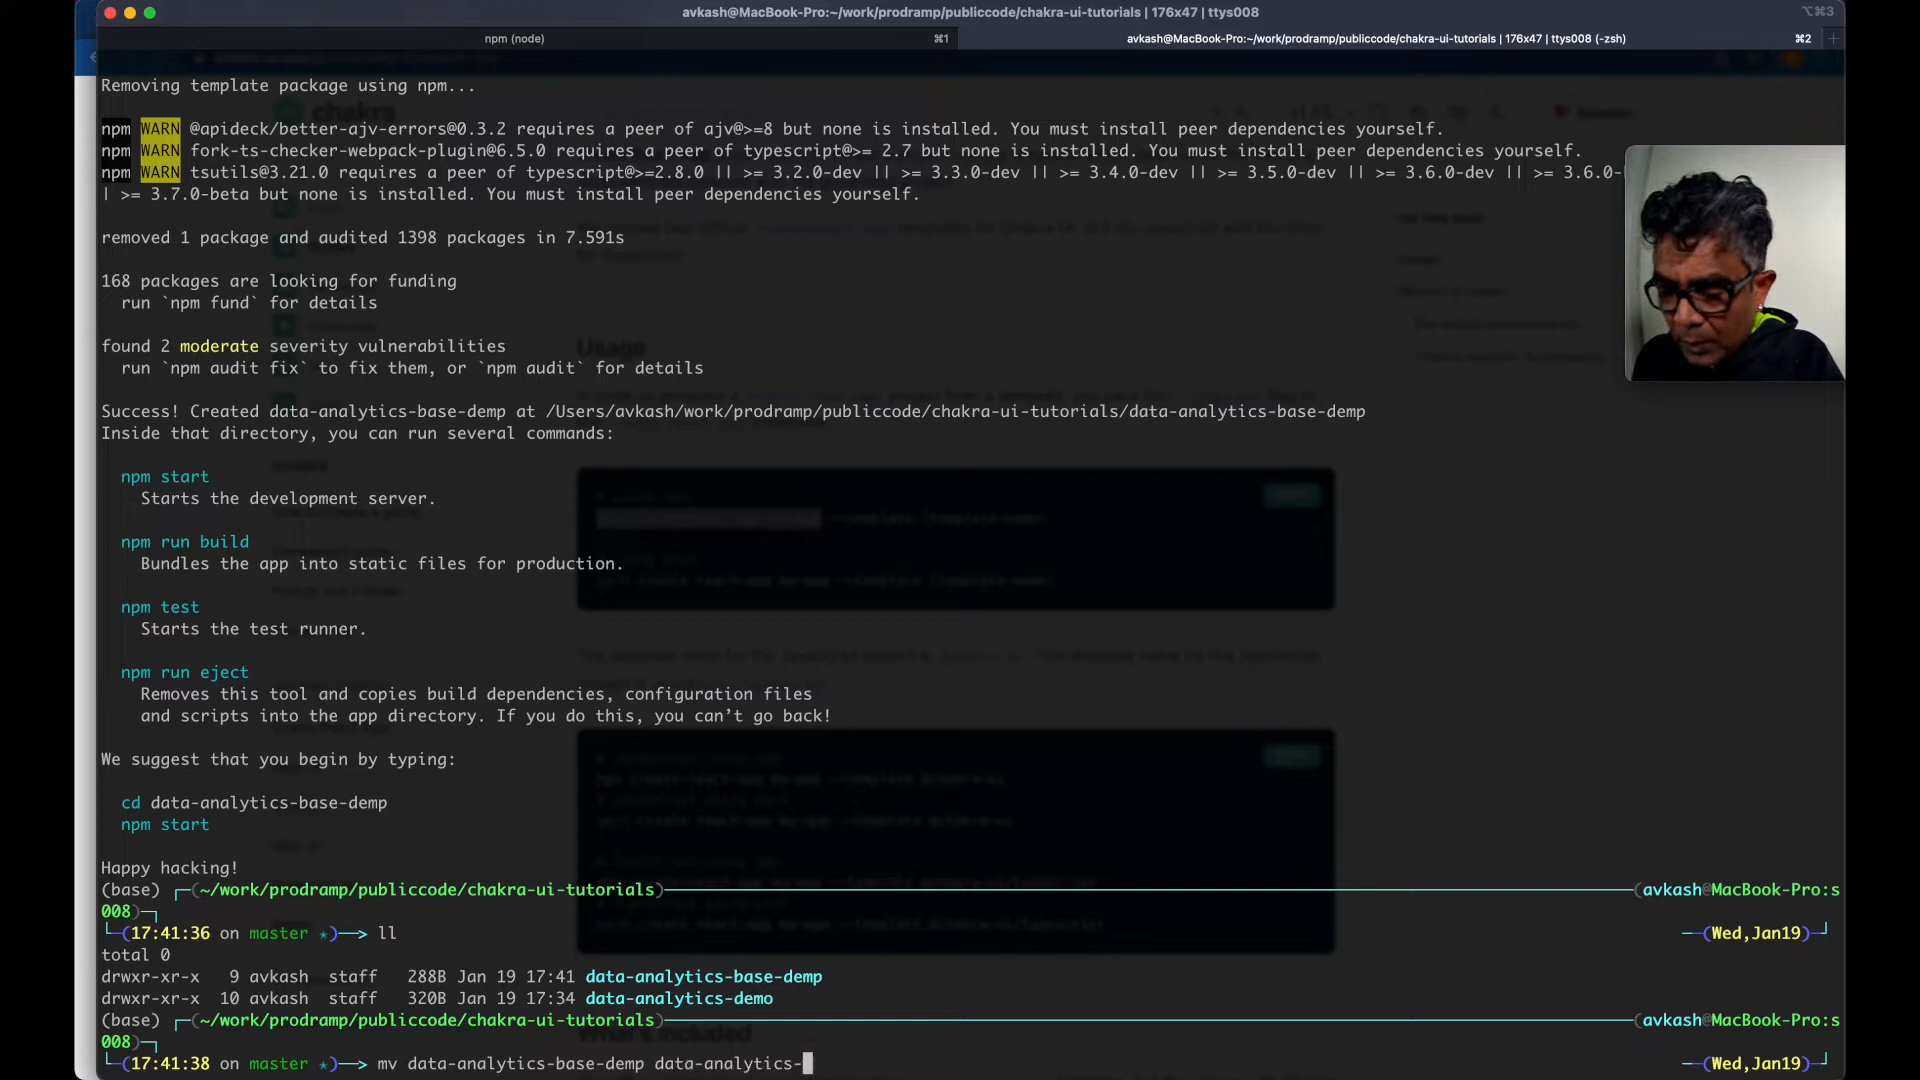 avkash@MacBook-Pro:~/work/prodramp/publiccode/chakra-ui-tutorials | 176x47 | ttys008
⌥⌘3
npm (node)
⌘1
avkash@MacBook-Pro:~/work/prodramp/publiccode/chakra-ui-tutorials | 176x47 | ttys008 (-zsh)
⌘2
Removing template package using npm...
chakra
npm WARN @apideck/better-ajv-errors@0.3.2 requires a peer of ajv@>=8 but none is installed. You must install peer dependencies yourself.
npm WARN fork-ts-checker-webpack-plugin@6.5.0 requires a peer of typescript@>= 2.7 but none is installed. You must install peer dependencies yourself.
npm WARN tsutils@3.21.0 requires a peer of typescript@>=2.8.0 || >= 3.2.0-dev || >= 3.3.0-dev || >= 3.4.0-dev || >= 3.5.0-dev || >= 3.6.0-dev || >= 3.6.0-
| >= 3.7.0-beta but none is installed. You must install peer dependencies yourself.
removed 1 package and audited 1398 packages in 7.591s
168 packages are looking for funding
run `npm fund` for details
found 2 moderate severity vulnerabilities
run `npm audit fix` to fix them, or `npm audit` for details
Usage
Success! Created data-analytics-base-demp at /Users/avkash/work/prodramp/publiccode/chakra-ui-tutorials/data-analytics-base-demp
Inside that directory, you can run several commands:
npm start
Starts the development server.
npm run build
Bundles the app into static files for production.
npm test
Starts the test runner.
npm run eject
Removes this tool and copies build dependencies, configuration files
and scripts into the app directory. If you do this, you can’t go back!
We suggest that you begin by typing:
cd data-analytics-base-demp
npm start
Happy hacking!
(base) ┌─(~/work/prodramp/publiccode/chakra-ui-tutorials)─(avkash@MacBook-Pro:s
008)─┐
└─(17:41:36 on master ✭)──> ll ─(Wed,Jan19)─┘
total 0
drwxr-xr-x 9 avkash staff 288B Jan 19 17:41 data-analytics-base-demp
drwxr-xr-x 10 avkash staff 320B Jan 19 17:34 data-analytics-demo
(base) ┌─(~/work/prodramp/publiccode/chakra-ui-tutorials)─(avkash@MacBook-Pro:s
What's included
008)─┐
└─(17:41:38 on master ✭)──> mv data-analytics-base-demp data-analytics- ─(Wed,Jan19)─┘